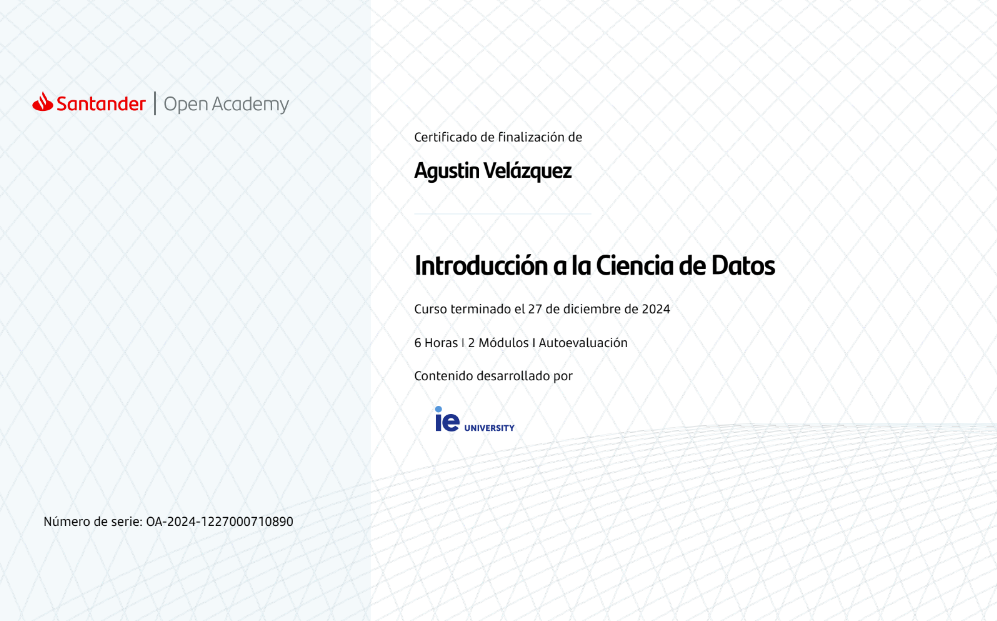 Santander | Open Academy
Certificado de finalización de
Agustin Velázquez
Introducción a la Ciencia de Datos
Curso terminado el 27 de diciembre de 2024
6 Horas | 2 Módulos I Autoevaluación
Contenido desarrollado por
ie UNIVERSITY
Número de serie: OA-2024-1227000710890